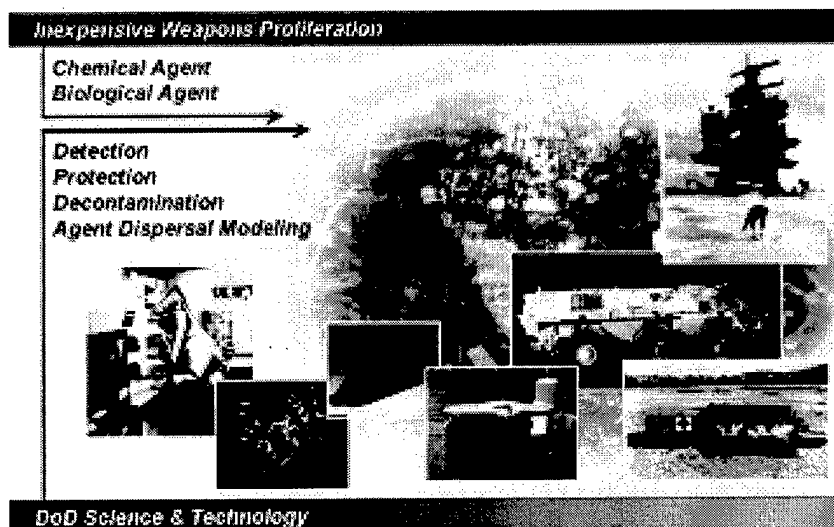 Inexpensive Weapons Proliferation
Chemical Agent
Biological Agent
Detection
Protection
Decontamination
Agent Dispersal Modeling
DoD Science & Technology